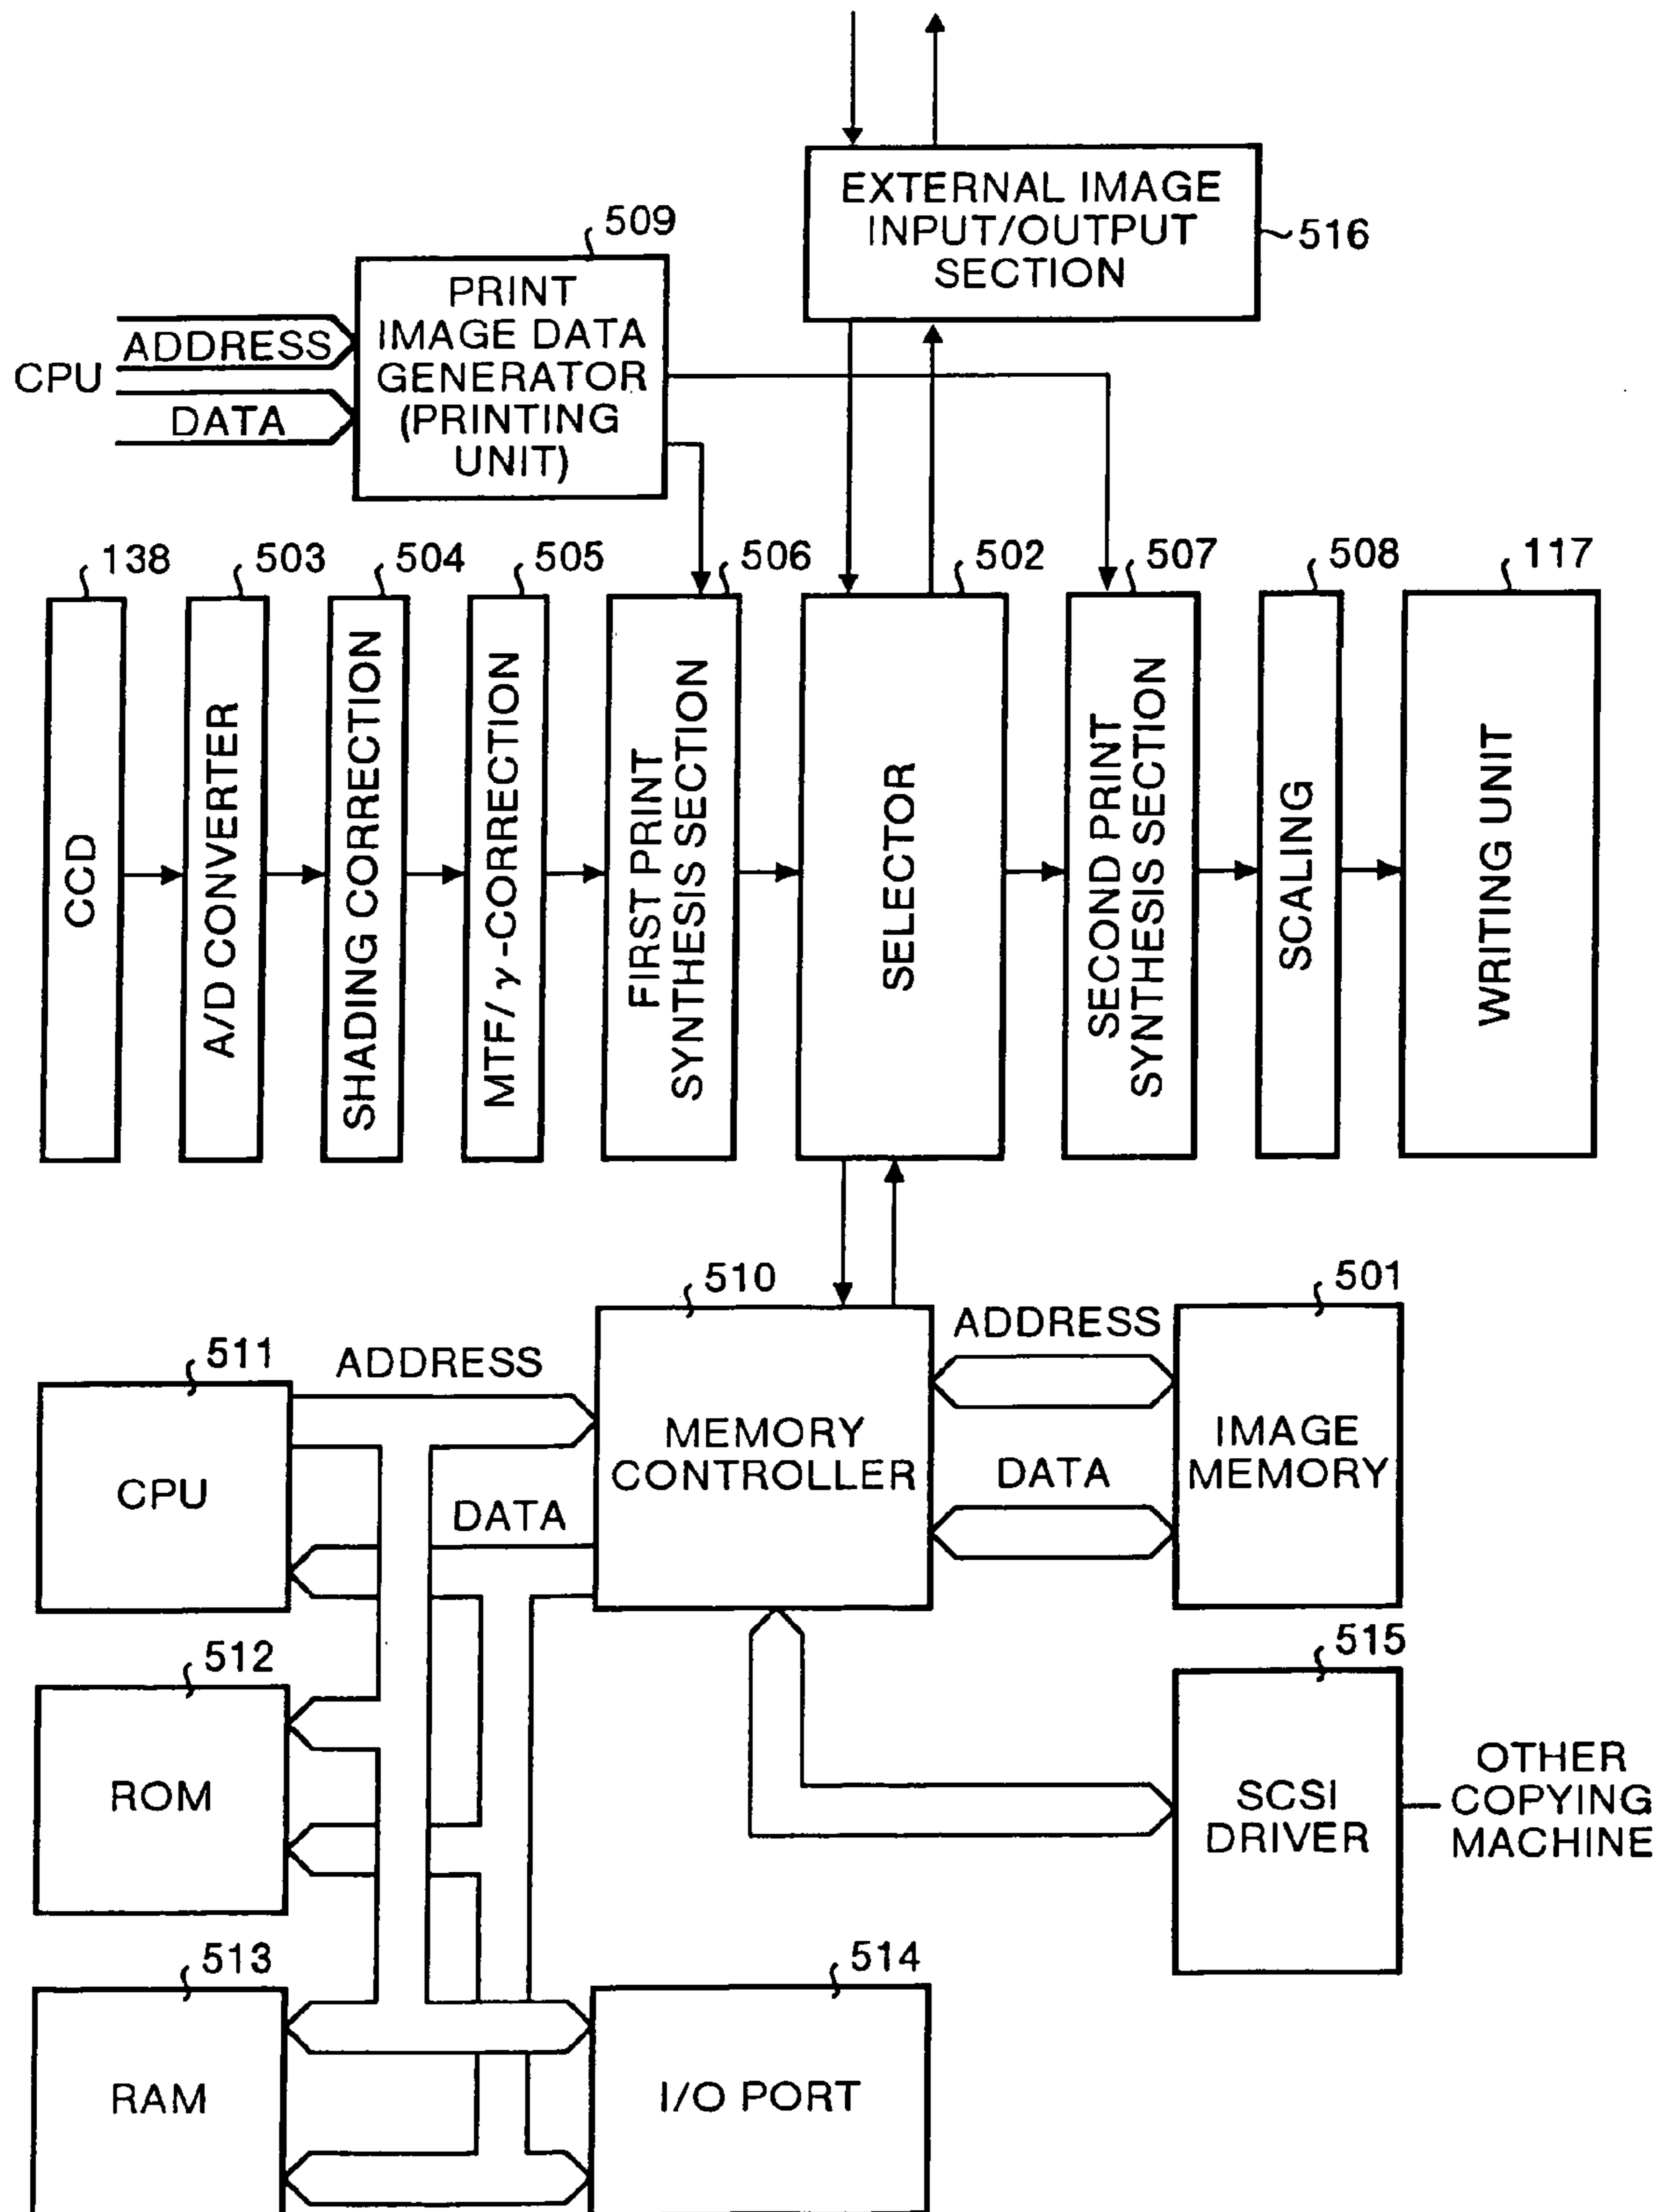 EXTERNAL IMAGE
INPUT/OUTPUT
SECTION
516
509
PRINT
IMAGE DATA
GENERATOR
(PRINTING
UNIT)
CPU
ADDRESS
DATA
138
503
504
505
506
502
507
508
117
CCD
A/D CONVERTER
SHADING CORRECTION
MTF/γ-CORRECTION
FIRST PRINT
SYNTHESIS SECTION
SELECTOR
SECOND PRINT
SYNTHESIS SECTION
SCALING
WRITING UNIT
510
501
511
ADDRESS
ADDRESS
CPU
MEMORY
CONTROLLER
IMAGE
MEMORY
DATA
DATA
512
515
ROM
SCSI
DRIVER
OTHER
COPYING
MACHINE
513
514
RAM
I/O PORT